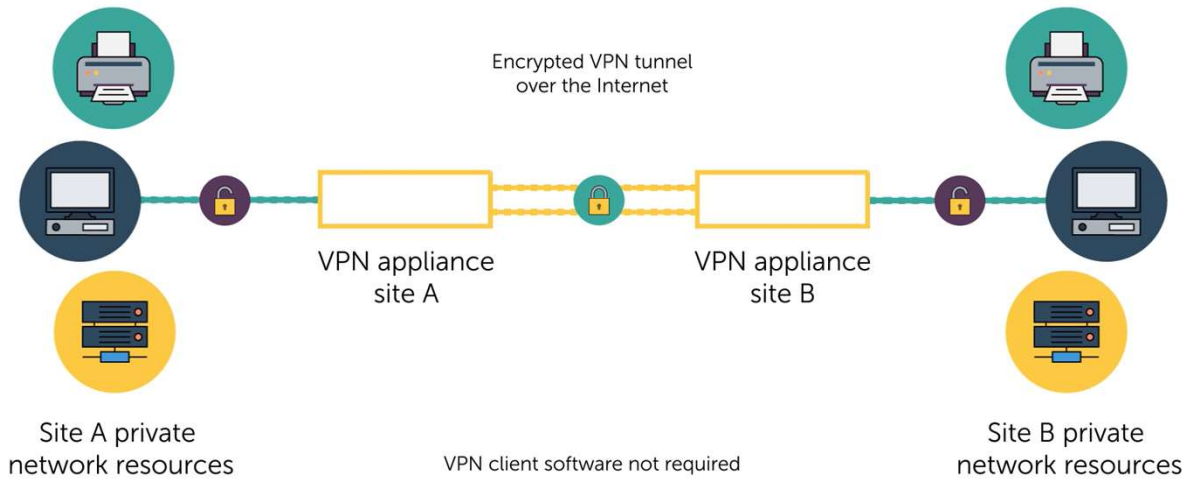 Encrypted VPN tunnel
over the Internet
VPN appliance
site A
VPN appliance
site B
Site A private
network resources
VPN client software not required
Site B private
network resources